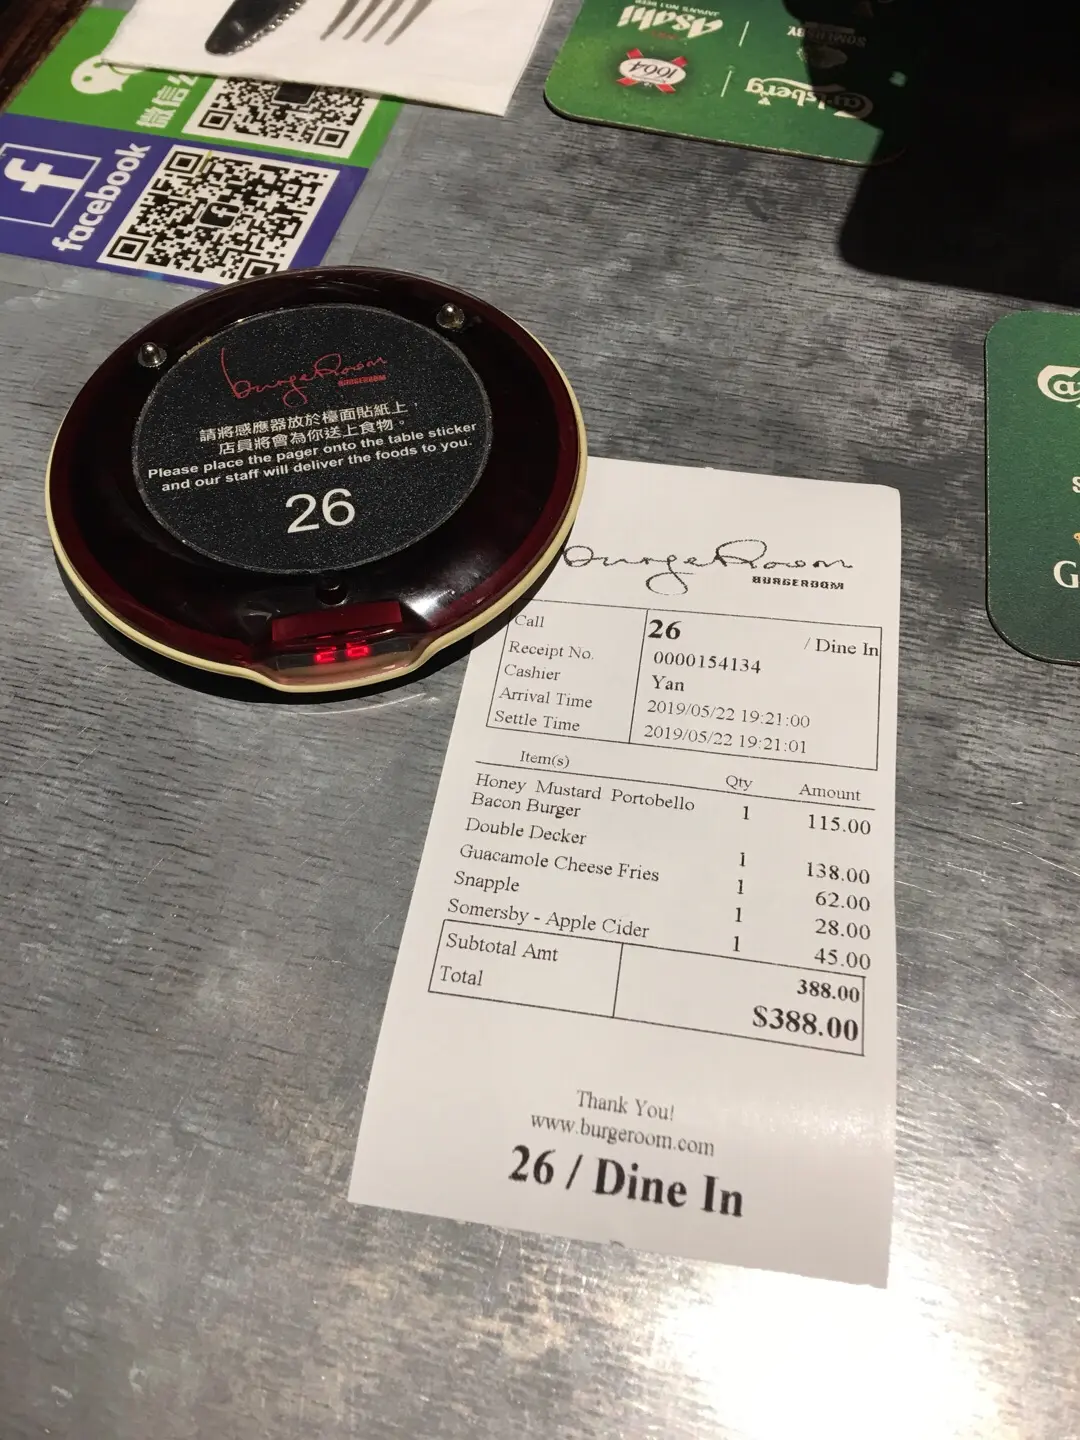 Asahi
JAPAN'S NO.1 BEER
SOMERSBY
1664
Carlsberg
微信公
facebook
burgeRoom
BURGEROOM
請將感應器放於檯面貼紙上，
店員將會為你送上食物。
Please place the pager onto the table sticker
and our staff will deliver the foods to you.
26
26
burgeRoom
BURGEROOM
Call 26 / Dine In
Receipt No. 0000154134
Cashier Yan
Arrival Time 2019/05/22 19:21:00
Settle Time 2019/05/22 19:21:01
Item(s) Qty Amount
Honey Mustard Portobello 1 115.00
Bacon Burger
Double Decker 1 138.00
Guacamole Cheese Fries 1 62.00
Snapple 1 28.00
Somersby - Apple Cider 1 45.00
Subtotal Amt 388.00
Total $388.00
Thank You!
www.burgeroom.com
26 / Dine In